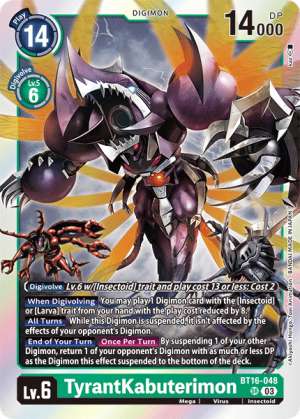 DIGIMON
Play
14
14000
DP
Digivolve
Lv.5
6
Digivolve Lv.6 w/[Insectoid] trait and play cost 13 or less: Cost 2
When Digivolving You may play 1 Digimon card with the [Insectoid]
or [Larva] trait from your hand with the play cost reduced by 8.
All Turns While this Digimon is suspended, it isn't affected by the
effects of your opponent's Digimon.
End of Your Turn Once Per Turn By suspending 1 of your other
Digimon, return 1 of your opponent's Digimon with as much or less DP
as the Digimon this effect suspended to the bottom of the deck.
Lv.6
TyrantKabuterimon
BT16-048
SR
03
Mega
Virus
Insectoid